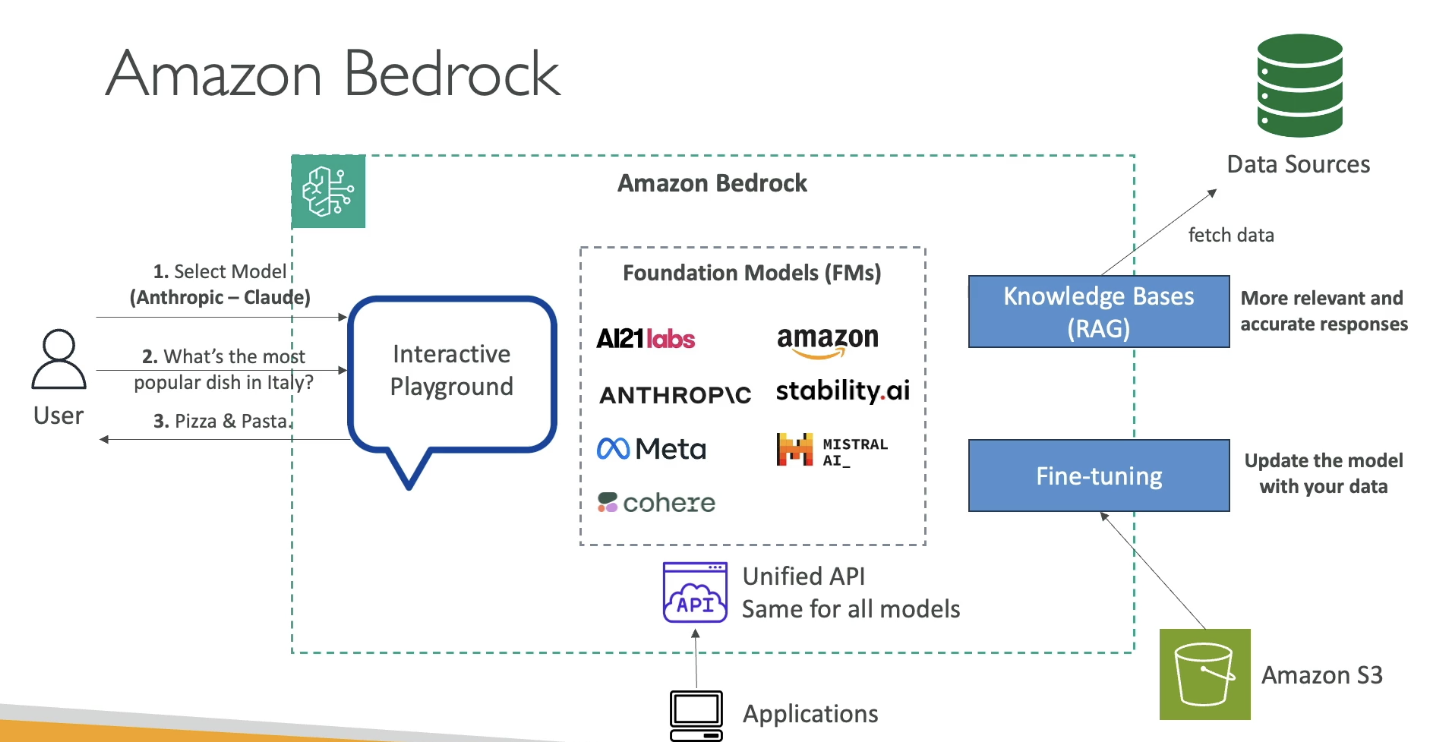 Amazon Bedrock
Data Sources
Amazon Bedrock
fetch data
1. Select Model
(Anthropic – Claude)
2. What's the most
popular dish in Italy?
3. Pizza & Pasta.
User
Interactive
Playground
Foundation Models (FMs)
AI21labs
amazon
ANTHROP\C
stability.ai
Meta
MISTRAL
AI_
cohere
Knowledge Bases
(RAG)
More relevant and
accurate responses
Fine-tuning
Update the model
with your data
API
Unified API
Same for all models
Applications
Amazon S3